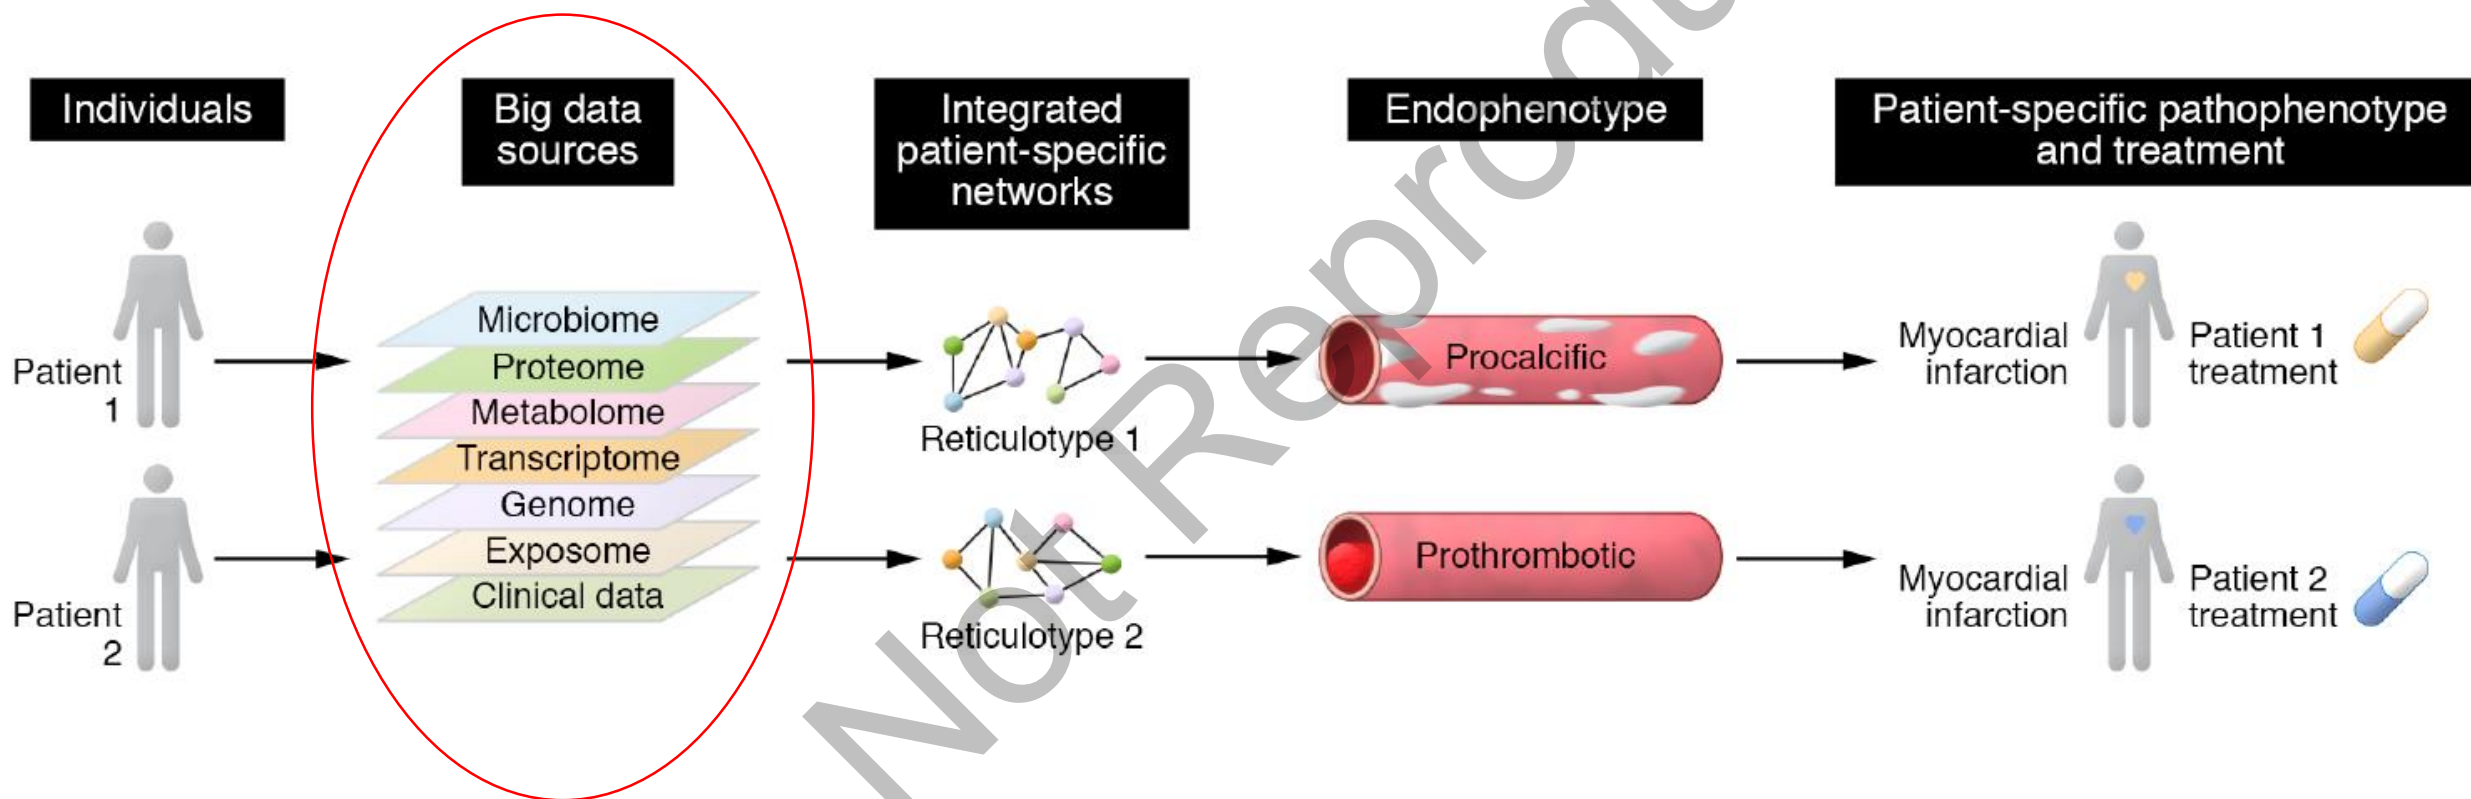 Individuals
Big data
sources
Integrated
patient-specific
networks
Endophenotype
Patient-specific pathophenotype
and treatment
Patient
1
Patient
2
Microbiome
Proteome
Metabolome
Transcriptome
Genome
Exposome
Clinical data
Reticulotype 1
Reticulotype 2
Procalcific
Prothrombotic
Myocardial
infarction
Patient 1
treatment
Myocardial
infarction
Patient 2
treatment
Not